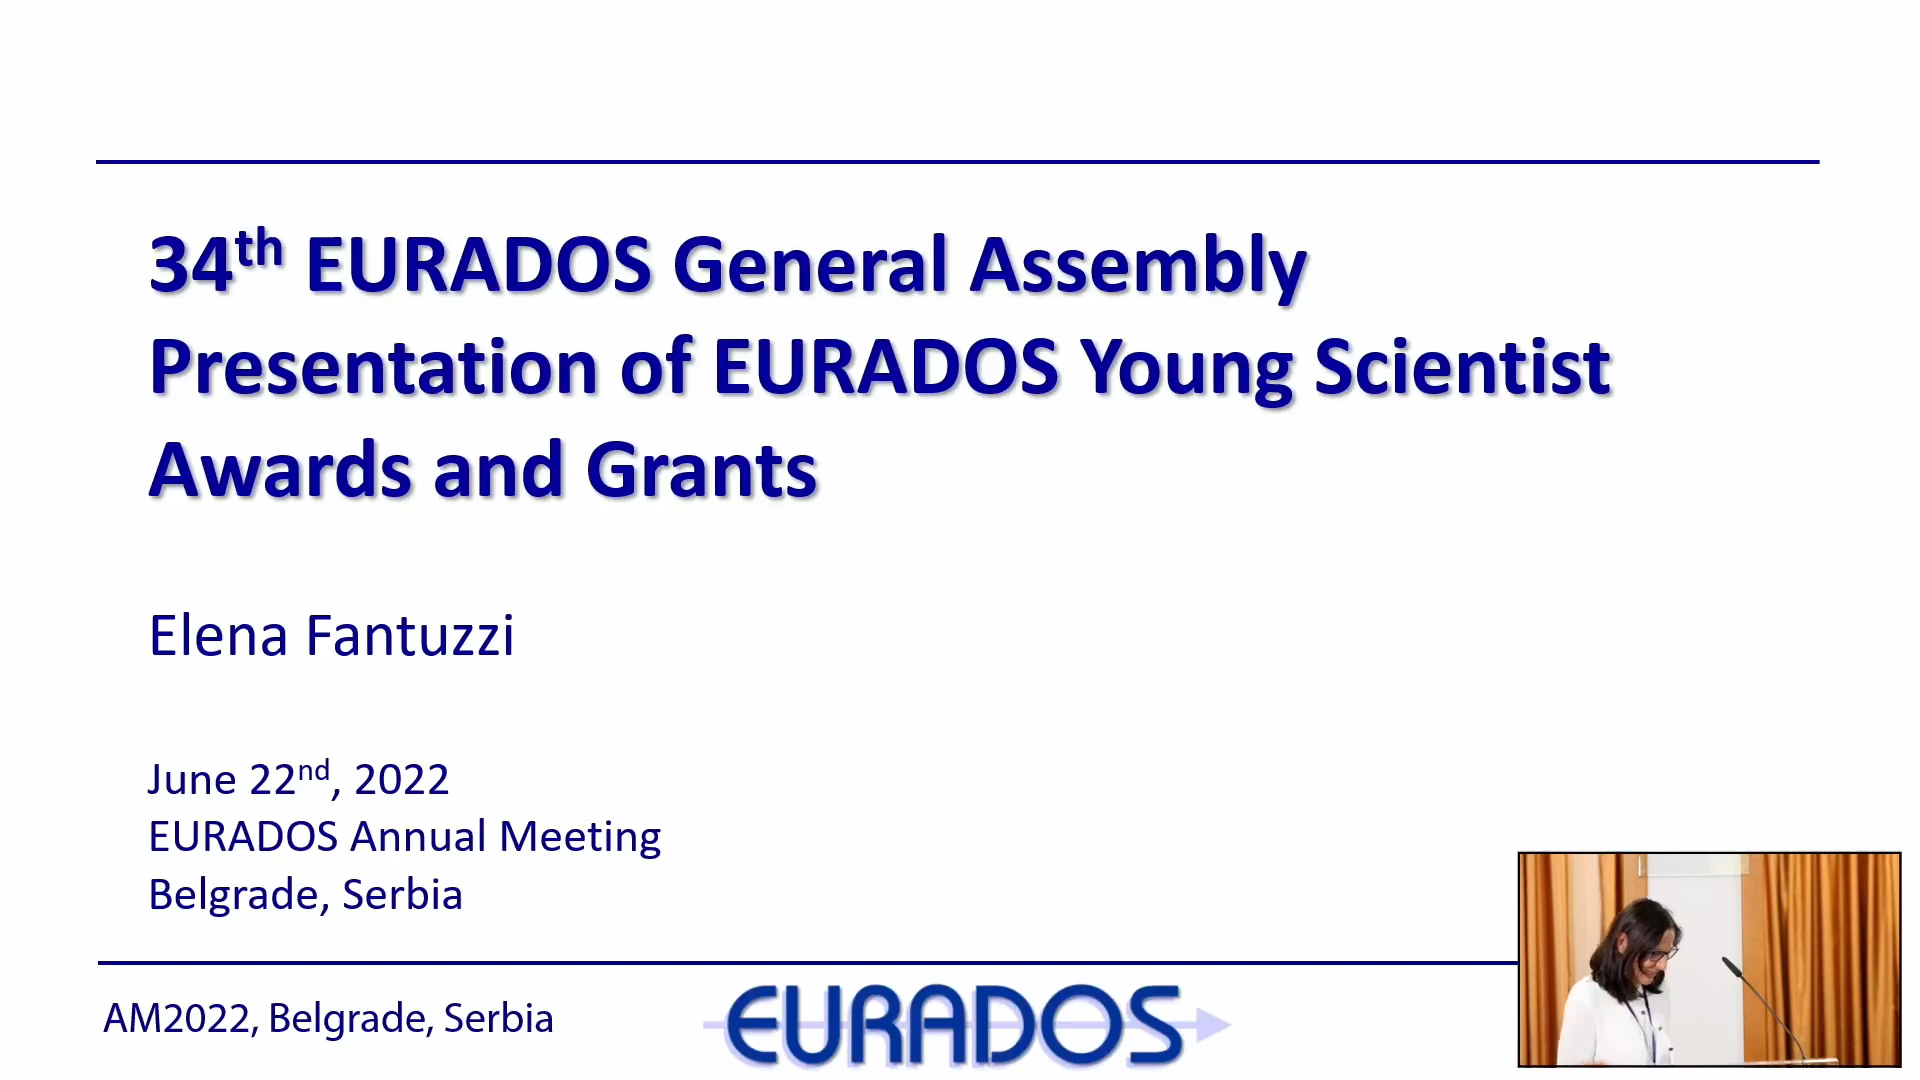 34th EURADOS General Assembly
Presentation of EURADOS Young Scientist
Awards and Grants
Elena Fantuzzi
June 22nd, 2022
EURADOS Annual Meeting
Belgrade, Serbia
AM2022, Belgrade, Serbia
EURADOS